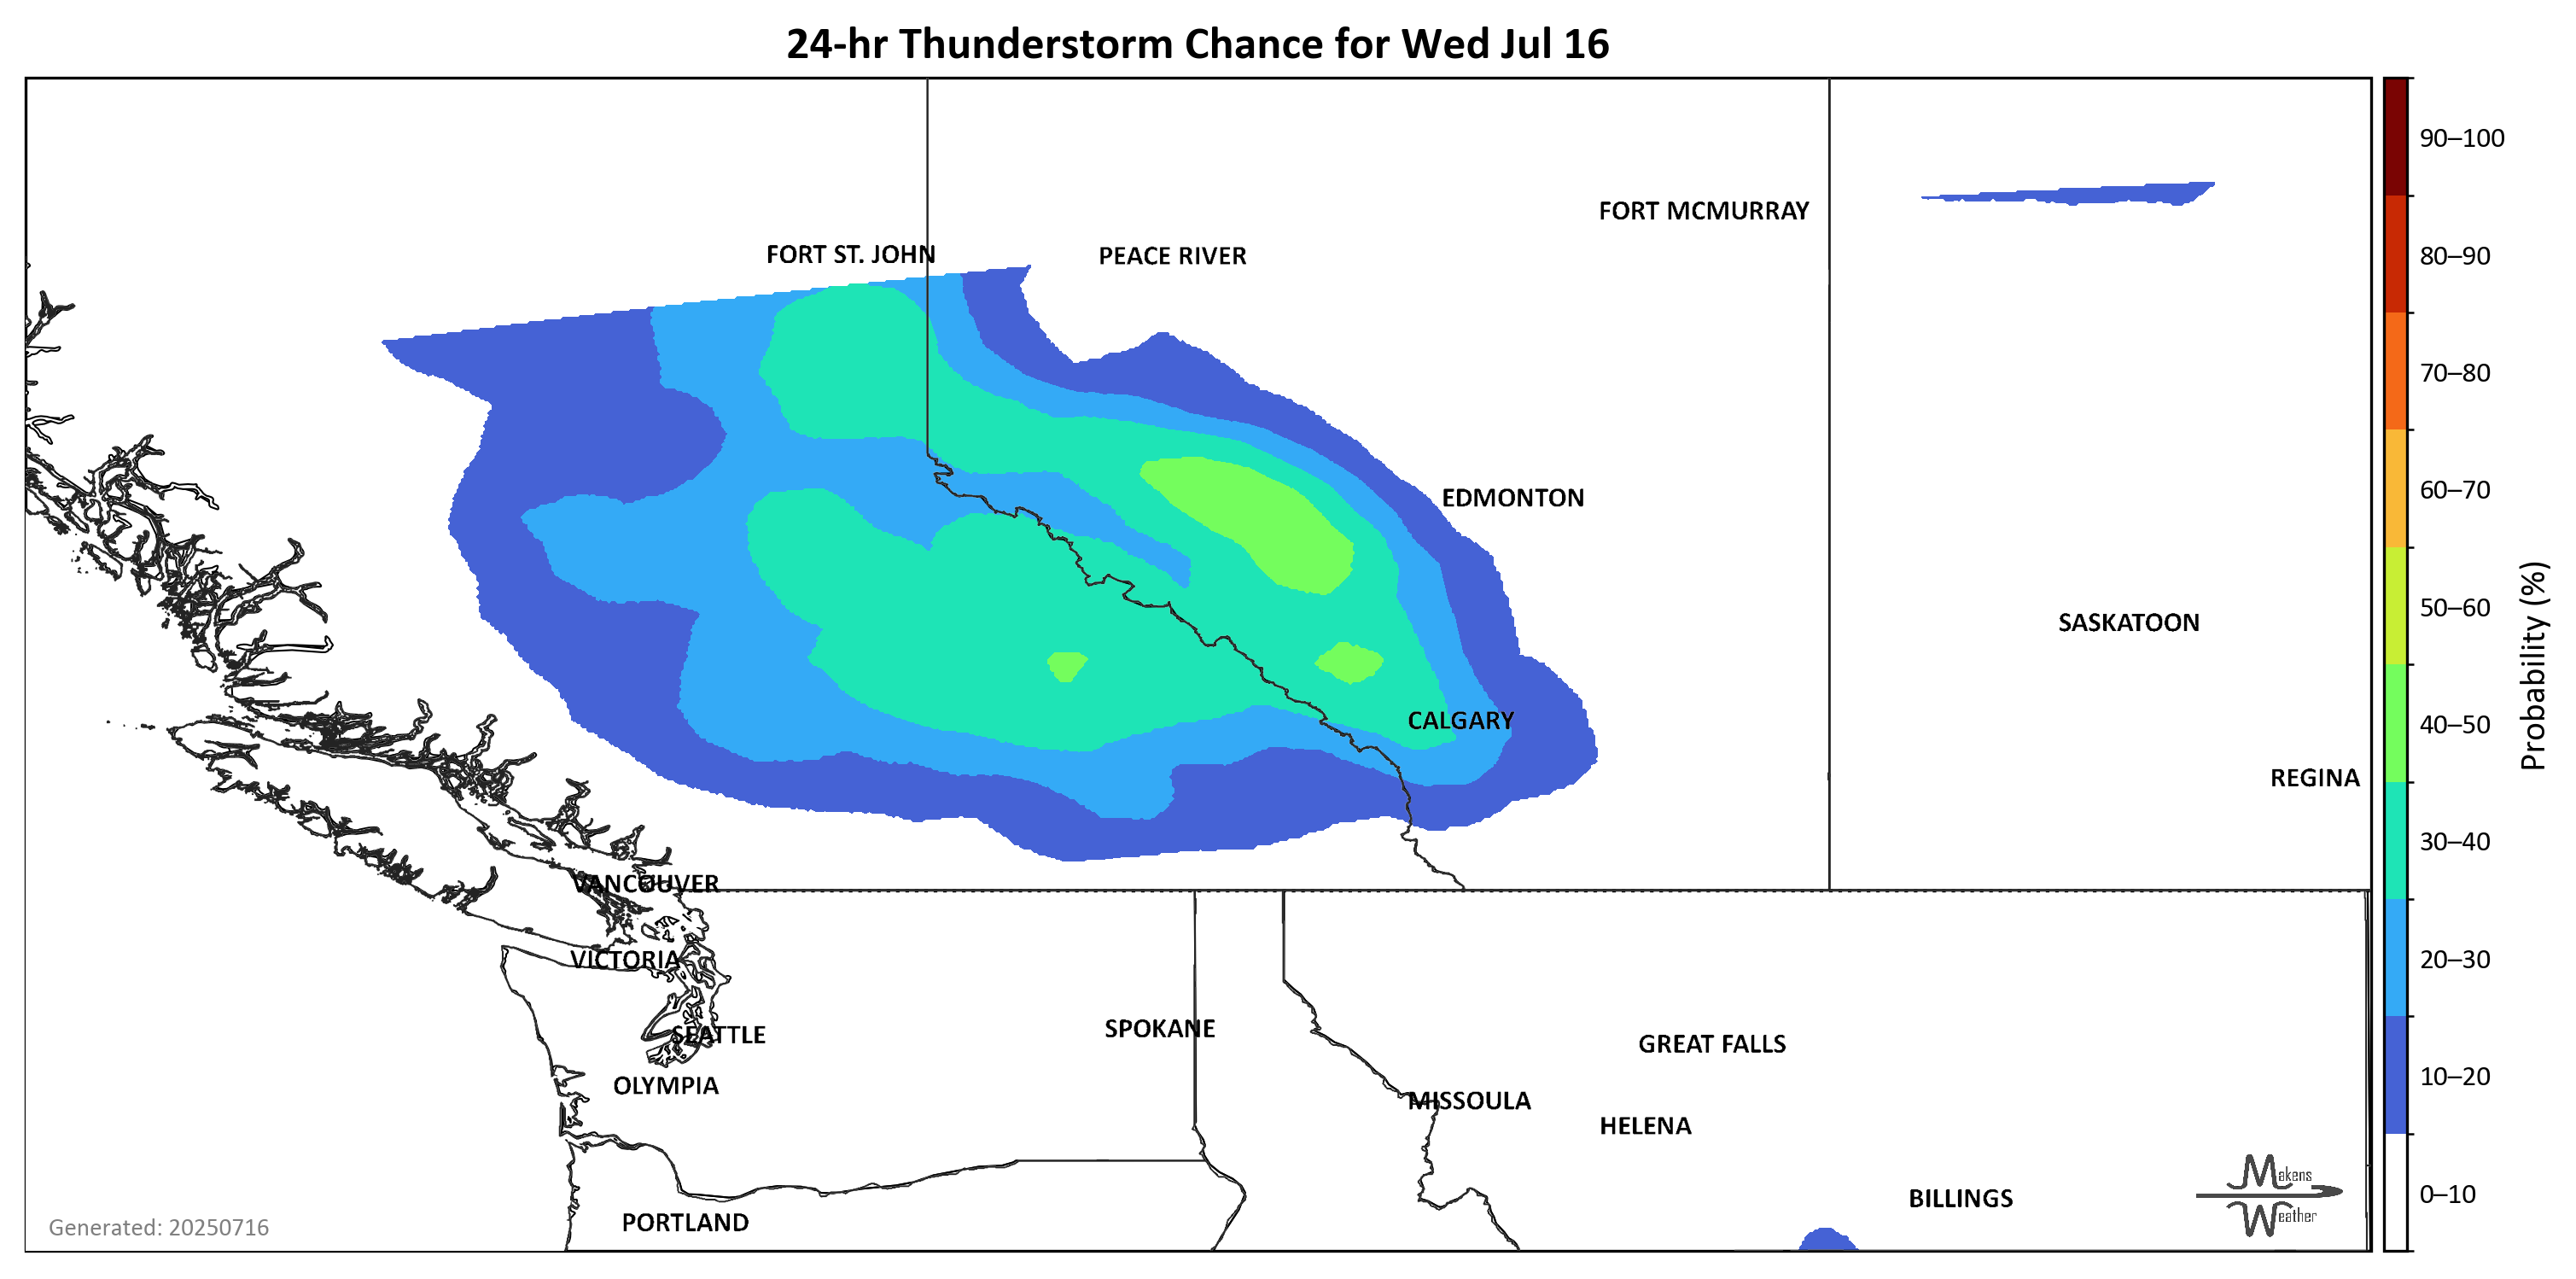 24-hr Thunderstorm Chance for Wed Jul 16
90–100
FORT MCMURRAY
FORT ST. JOHN
PEACE RIVER
80–90
70–80
EDMONTON
60–70
50–60
SASKATOON
CALGARY
40–50
Probability (%)
REGINA
30–40
VANCOUVER
VICTORIA
20–30
SPOKANE
SEATTLE
GREAT FALLS
OLYMPIA
10–20
MISSOULA
HELENA
Makens
Weather
BILLINGS
0–10
PORTLAND
Generated: 20250716